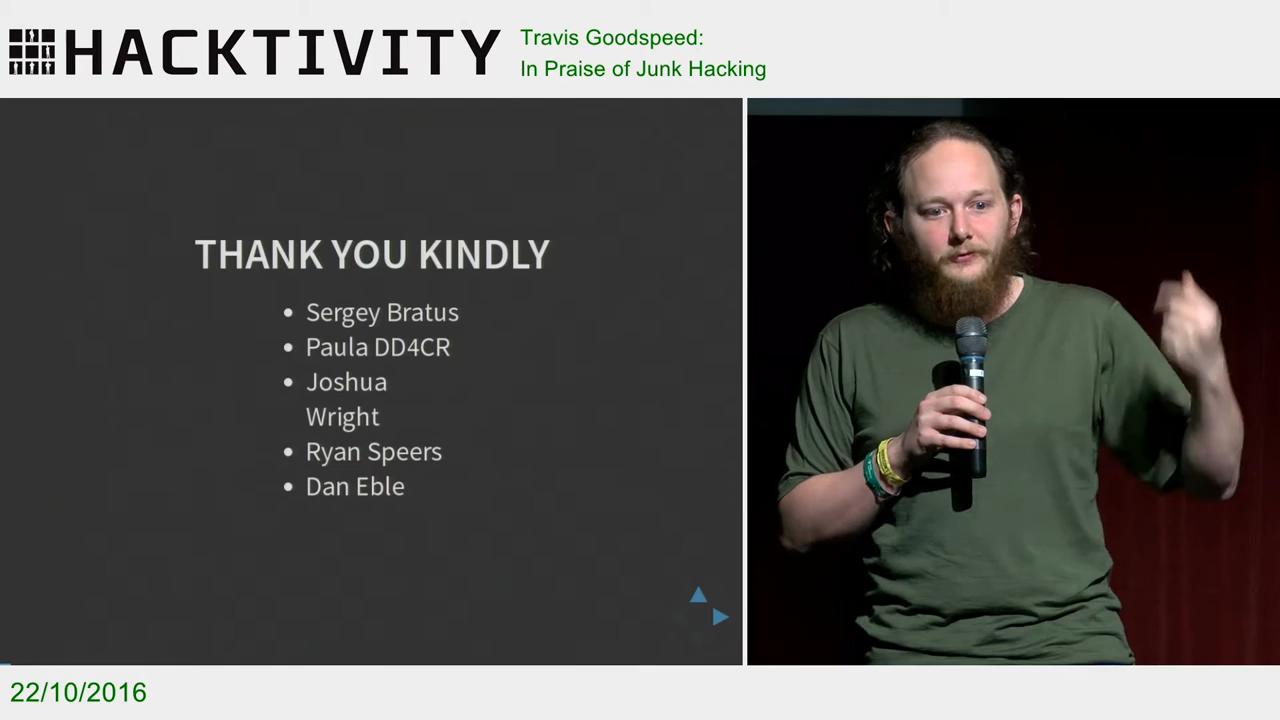 HACKTIVITY
Travis Goodspeed:
In Praise of Junk Hacking
THANK YOU KINDLY
Sergey Bratus
Paula DD4CR
Joshua
Wright
Ryan Speers
Dan Eble
22/10/2016